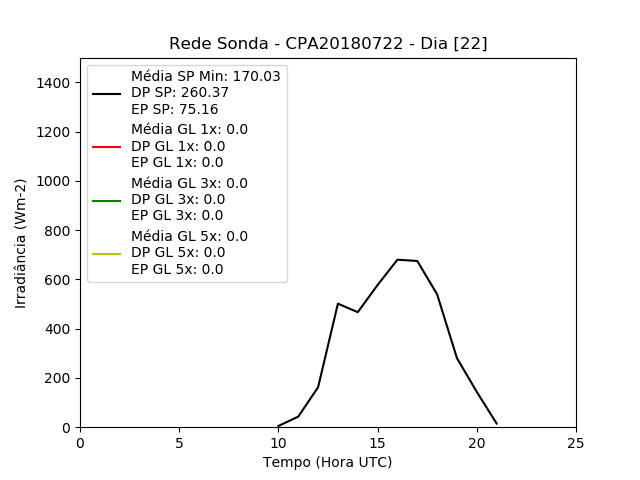 Rede Sonda - CPA20180722 - Dia [22]
Média SP Min: 170.03
DP SP: 260.37
EP SP: 75.16
Média GL 1x: 0.0
DP GL 1x: 0.0
EP GL 1x: 0.0
Média GL 3x: 0.0
DP GL 3x: 0.0
EP GL 3x: 0.0
Média GL 5x: 0.0
DP GL 5x: 0.0
EP GL 5x: 0.0
Irradiância (Wm-2)
1400
1200
1000
800
600
400
200
0
0 5 10 15 20 25
Tempo (Hora UTC)